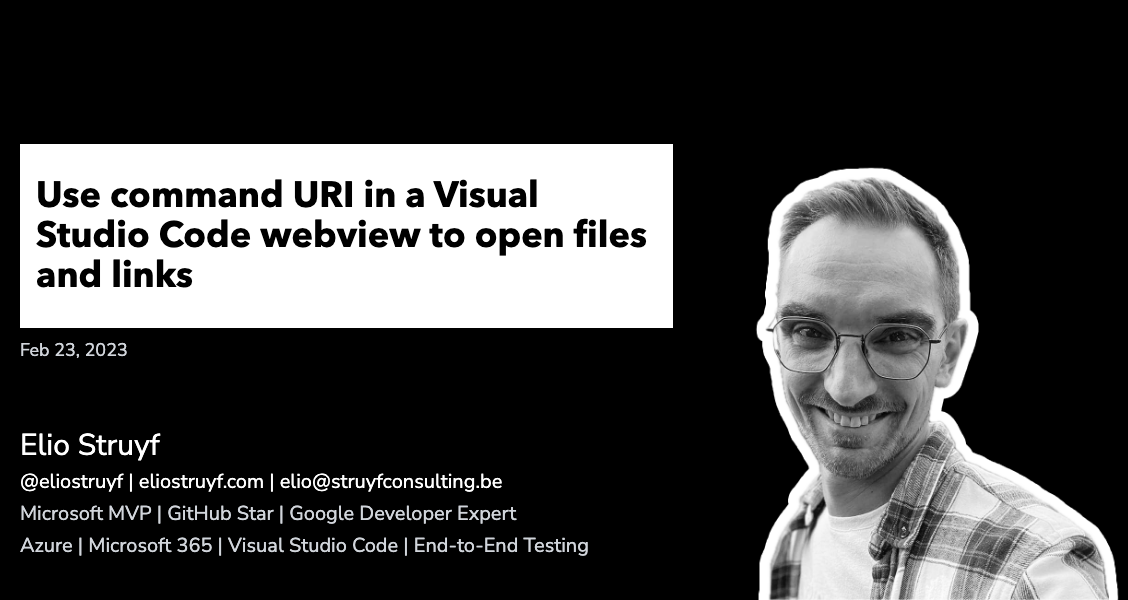 Use command URI in a Visual
Studio Code webview to open files
and links
Feb 23, 2023
Elio Struyf
@eliostruyf | eliostruyf.com | elio@struyfconsulting.be
Microsoft MVP | GitHub Star | Google Developer Expert
Azure | Microsoft 365 | Visual Studio Code | End-to-End Testing